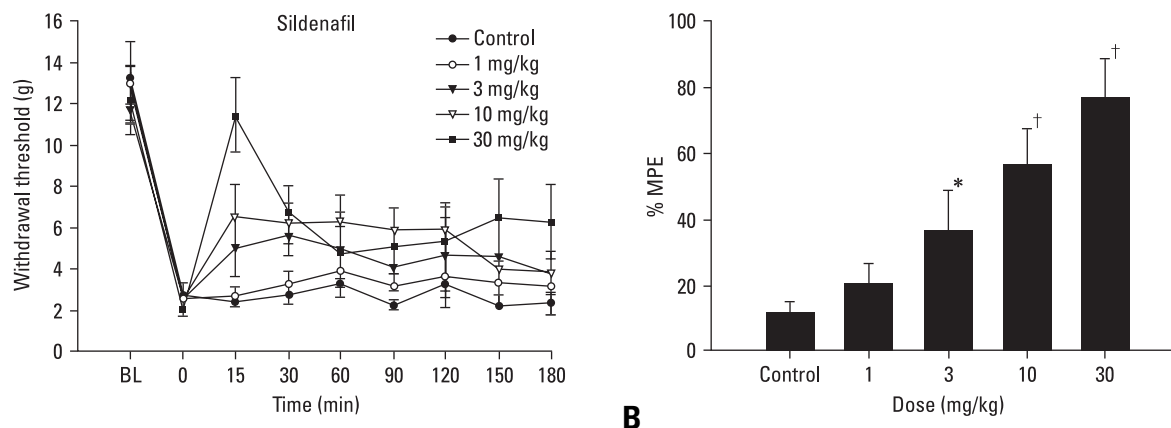 Sildenafil
Control
1 mg/kg
3 mg/kg
10 mg/kg
30 mg/kg
Withdrawal threshold (g)
16
14
12
10
8
6
4
2
0
BL 0 15 30 60 90 120 150 180
Time (min)
% MPE
100
80
60
40
20
0
*
†
†
Control 1 3 10 30
Dose (mg/kg)
B